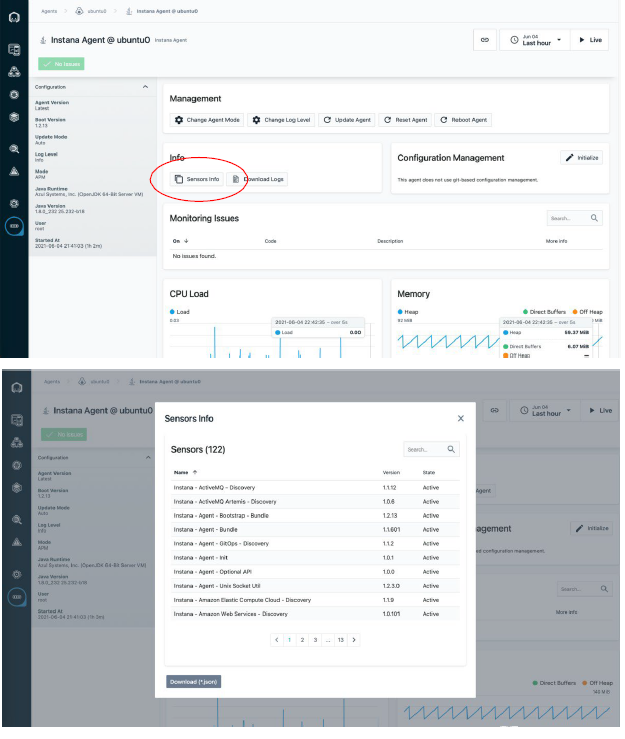 Agents > ubuntu0 > Instana Agent @ ubuntu0
Instana Agent @ ubuntu0 Instana Agent
Jun 04
Last hour
Live
No Issues
Configuration
Agent Version
Latest
Boot Version
1.2.13
Update Mode
Auto
Log Level
Info
Mode
APM
Java Runtime
Azul Systems, Inc. (OpenJDK 64-Bit Server VM)
Java Version
1.8.0_232 25.232-b18
User
root
Started At
2021-06-04 21:41:03 (1h 2m)
Management
Change Agent Mode Change Log Level Update Agent Reset Agent Reboot Agent
Info
Sensors Info Download Logs
Configuration Management
Initialize
This agent does not use git-based configuration management.
Monitoring Issues
Search...
On ↓ Code Description More info
No issues found.
CPU Load
Load
0.03
2021-06-04 22:42:35 – over 5s
Load 0.00
Memory
Heap Direct Buffers Off Heap
92 MiB
2021-06-04 22:42:35 – over 5s
Heap 59.37 MiB
Direct Buffers 6.07 MiB
Off Heap —
Agents > ubuntu0 > Instana Agent @ ubuntu0
Instana Agent @ ubuntu0
Jun 04
Last hour
Live
No Issues
Configuration
Agent Version
Latest
Boot Version
1.2.13
Update Mode
Auto
Log Level
Info
Mode
APM
Java Runtime
Azul Systems, Inc. (OpenJDK 64-Bit Server VM)
Java Version
1.8.0_232 25.232-b18
User
root
Started At
2021-06-04 21:41:03 (1h 2m)
Sensors Info X
Sensors (122)
Search...
Name ↑ Version State
Instana - ActiveMQ - Discovery 1.1.12 Active
Instana - ActiveMQ Artemis - Discovery 1.0.6 Active
Instana - Agent - Bootstrap - Bundle 1.2.13 Active
Instana - Agent - Bundle 1.1.601 Active
Instana - Agent - GitOps - Discovery 1.1.2 Active
Instana - Agent - Init 1.0.1 Active
Instana - Agent - Optional API 1.0.0 Active
Instana - Agent - Unix Socket Util 1.2.3.0 Active
Instana - Amazon Elastic Compute Cloud - Discovery 1.1.9 Active
Instana - Amazon Web Services - Discovery 1.0.101 Active
< 1 2 3 ... 13 >
Download (*.json)
Agent
agement
Initialize
ed configuration management.
Search...
More info
Direct Buffers Off Heap
140 MiB